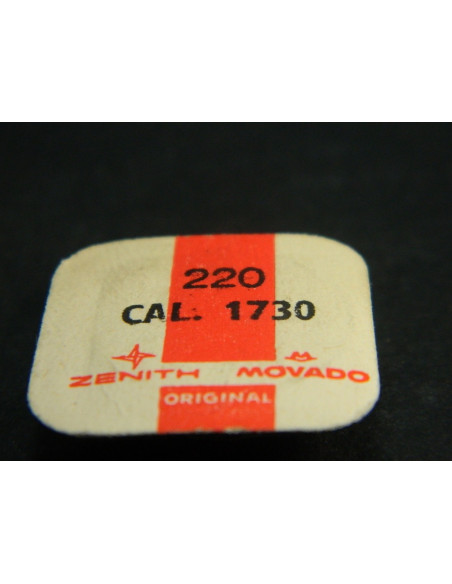 220
CAL. 1730
ZENITH MOVADO
ORIGINAL